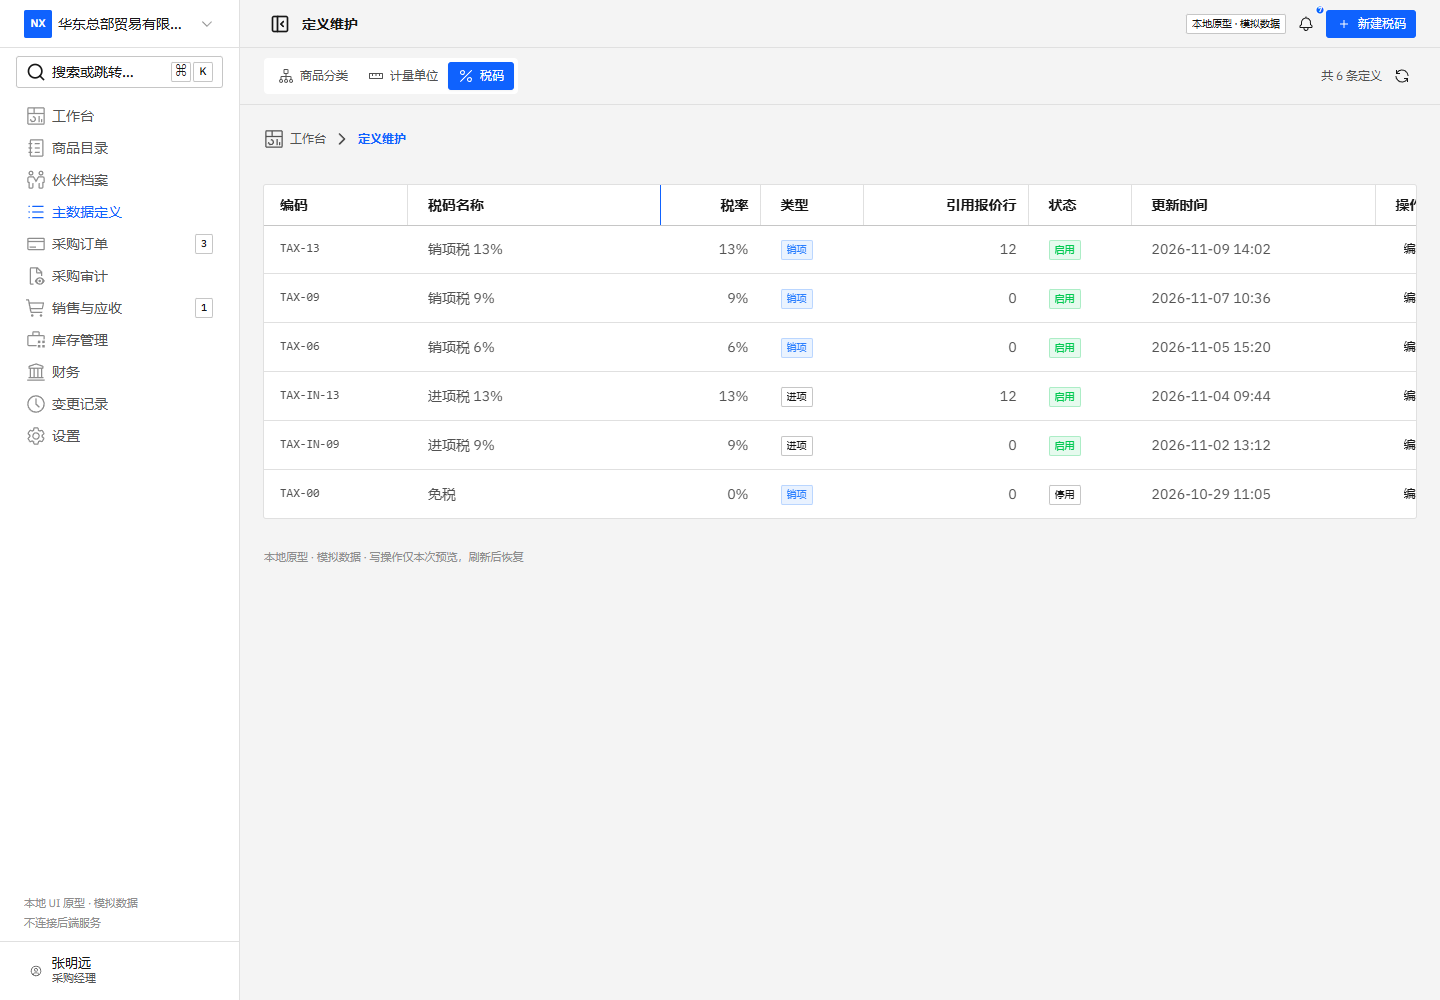 NX 华东总部贸易有限...
搜索或跳转... ⌘ K
工作台
商品目录
伙伴档案
主数据定义
采购订单 3
采购审计
销售与应收 1
库存管理
财务
变更记录
设置
本地 UI 原型 · 模拟数据
不连接后端服务
张明远
采购经理
定义维护
本地原型 · 模拟数据
新建税码
商品分类 计量单位 税码
共 6 条定义
工作台 定义维护
编码 税码名称 税率 类型 引用报价行 状态 更新时间 操作
TAX-13 销项税 13% 13% 销项 12 启用 2026-11-09 14:02 编
TAX-09 销项税 9% 9% 销项 0 启用 2026-11-07 10:36 编
TAX-06 销项税 6% 6% 销项 0 启用 2026-11-05 15:20 编
TAX-IN-13 进项税 13% 13% 进项 12 启用 2026-11-04 09:44 编
TAX-IN-09 进项税 9% 9% 进项 0 启用 2026-11-02 13:12 编
TAX-00 免税 0% 销项 0 停用 2026-10-29 11:05 编
本地原型 · 模拟数据 · 写操作仅本次预览，刷新后恢复